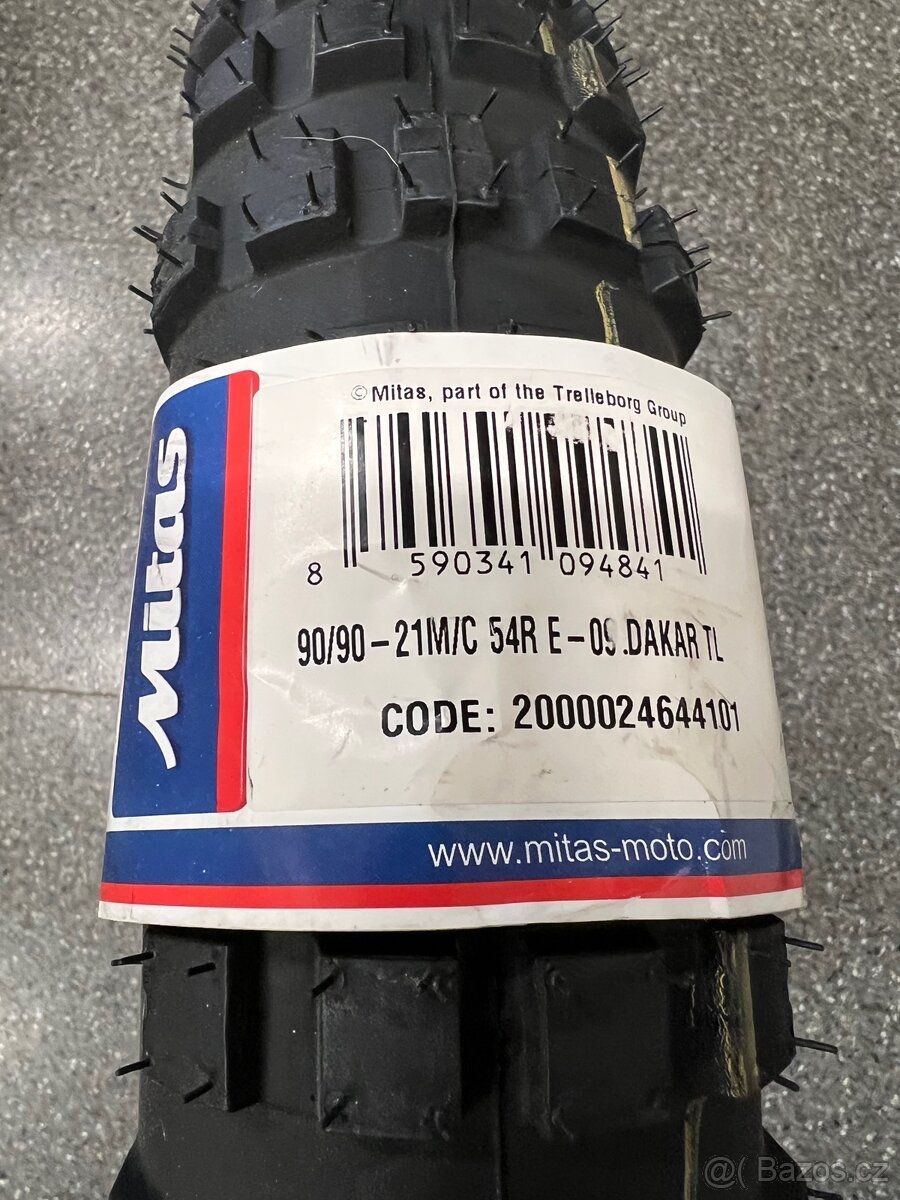 ©Mitas, part of the Trelleborg Group
Mitas
8 590341 094841
90/90-21M/C 54R E-09.DAKAR TL
CODE: 2000024644101
www.mitas-moto.com
@( Bazos.cz